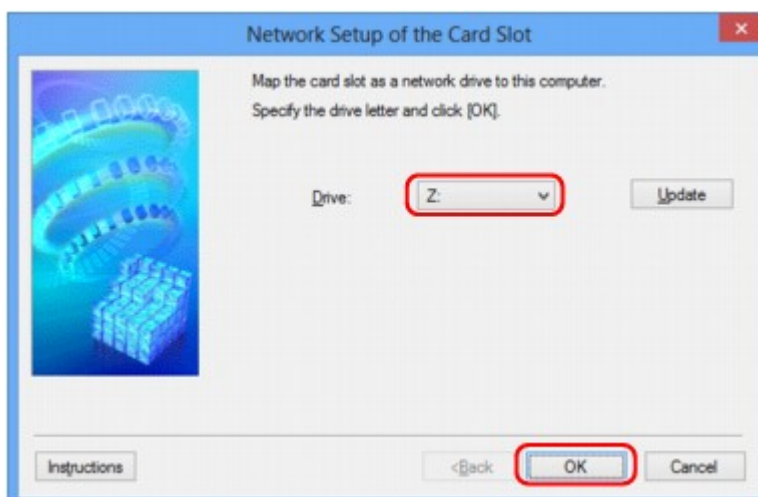 Network Setup of the Card Slot
Map the card slot as a network drive to this computer.
Specify the drive letter and click [OK].
Drive: Z: Update
Instructions <Back OK Cancel